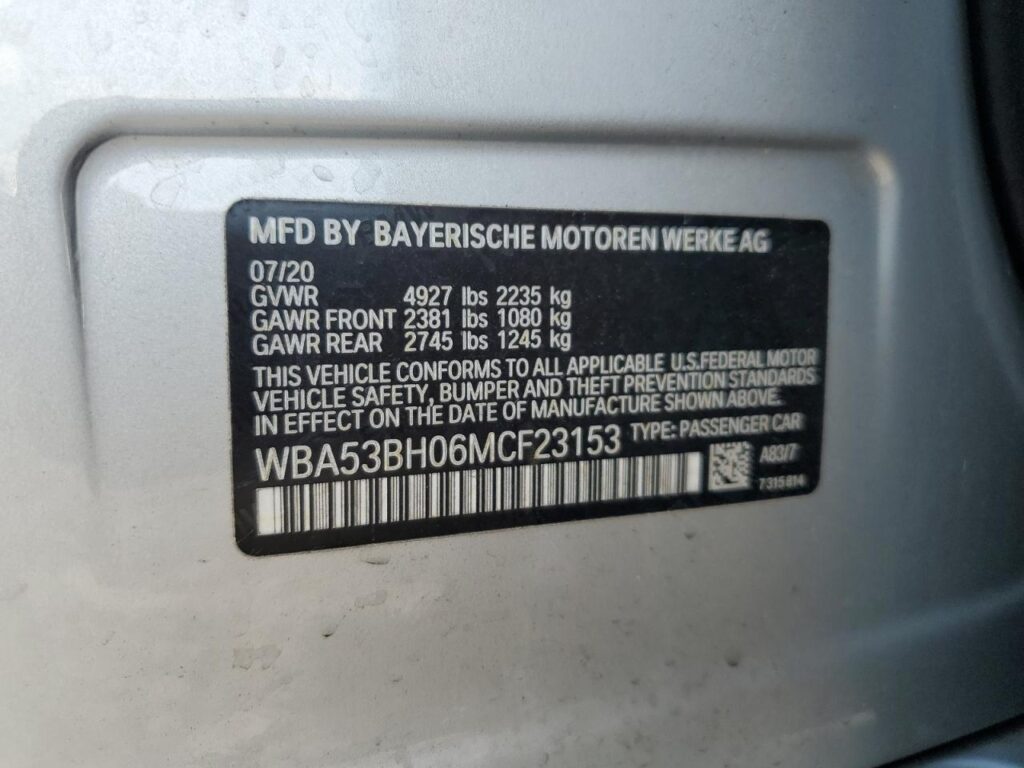 MFD BY BAYERISCHE MOTOREN WERKE AG
07/20
GVWR 4927 lbs 2235 kg
GAWR FRONT 2381 lbs 1080 kg
GAWR REAR 2745 lbs 1245 kg
THIS VEHICLE CONFORMS TO ALL APPLICABLE U.S.FEDERAL MOTOR
VEHICLE SAFETY, BUMPER AND THEFT PREVENTION STANDARDS
IN EFFECT ON THE DATE OF MANUFACTURE SHOWN ABOVE.
WBA53BH06MCF23153 TYPE: PASSENGER CAR
A83/7
7315814